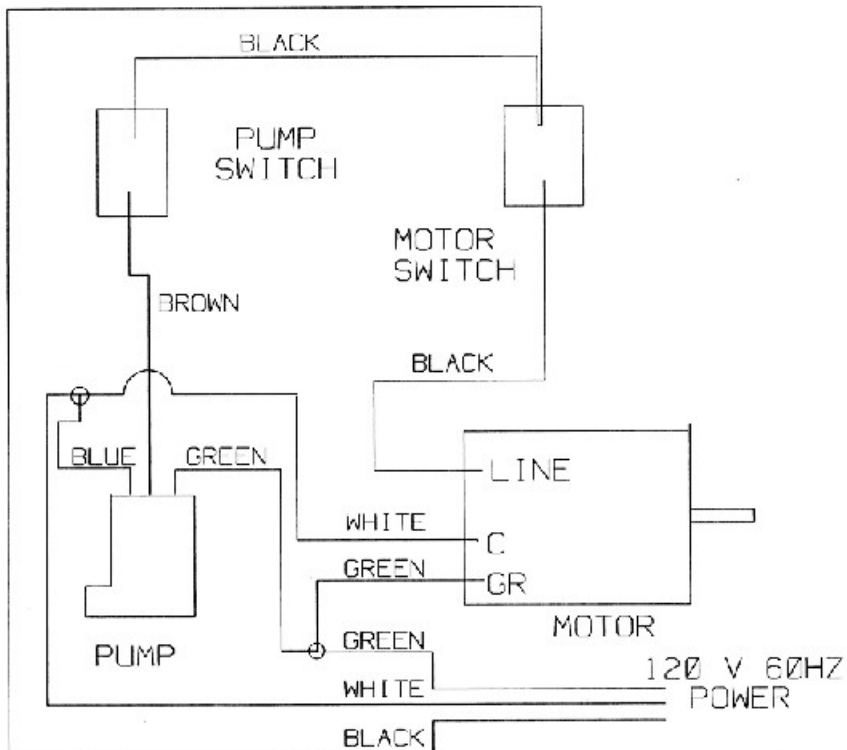 BLACK
PUMP
SWITCH
MOTOR
SWITCH
BROWN
BLACK
BLUE
GREEN
LINE
WHITE
C
GREEN
GR
MOTOR
PUMP
GREEN
120 V 60HZ
WHITE
POWER
BLACK